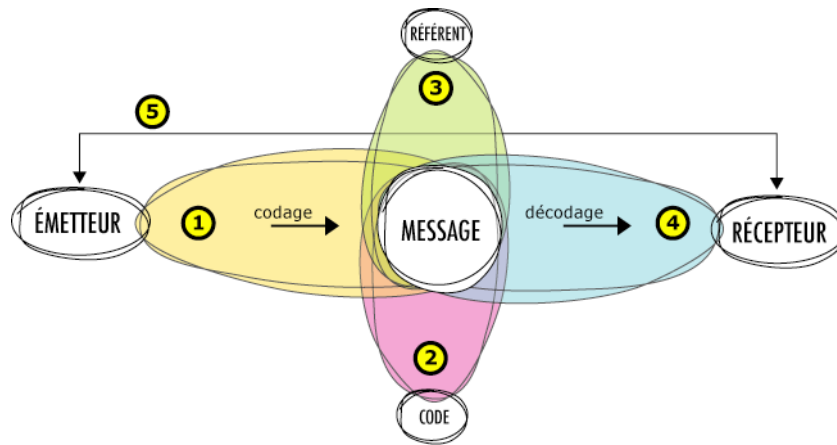 RÉFÉRENT
3
5
ÉMETTEUR
1
codage
MESSAGE
décodage
4
RÉCEPTEUR
2
CODE